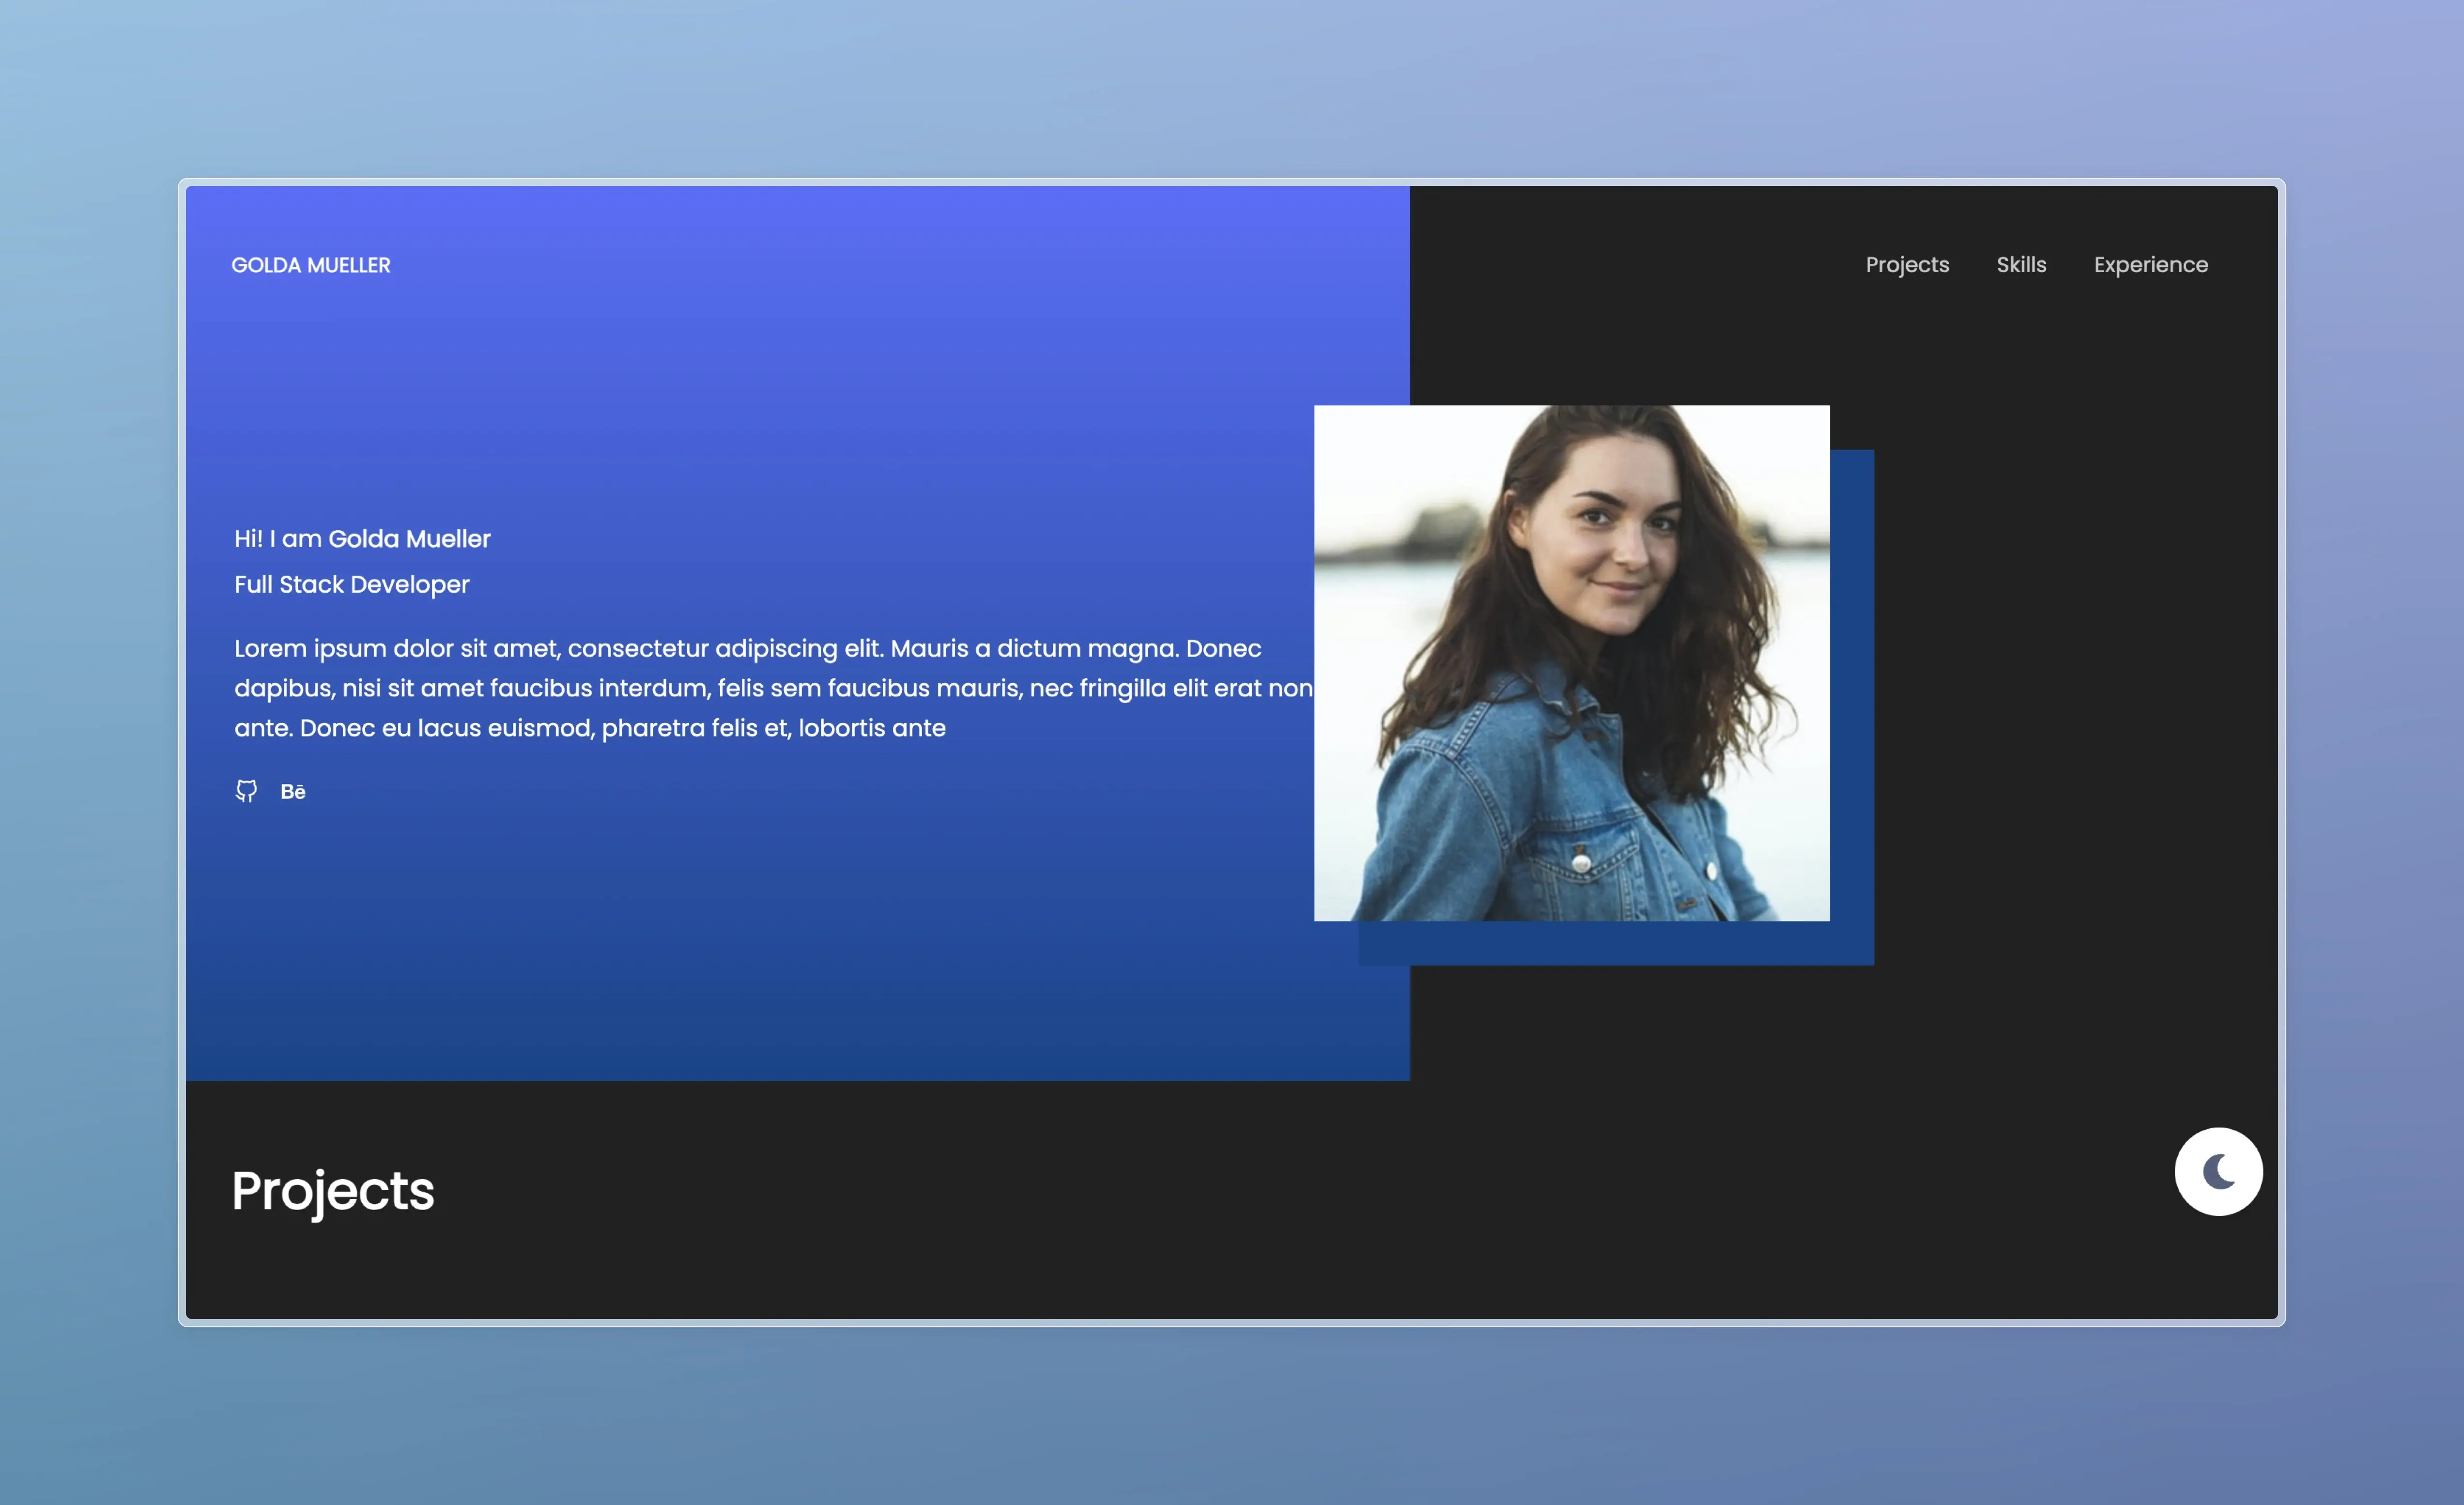 GOLDA MUELLER
Projects Skills Experience
Hi! I am Golda Mueller
Full Stack Developer
Lorem ipsum dolor sit amet, consectetur adipiscing elit. Mauris a dictum magna. Donec
dapibus, nisi sit amet faucibus interdum, felis sem faucibus mauris, nec fringilla elit erat non
ante. Donec eu lacus euismod, pharetra felis et, lobortis ante
Bē
Projects